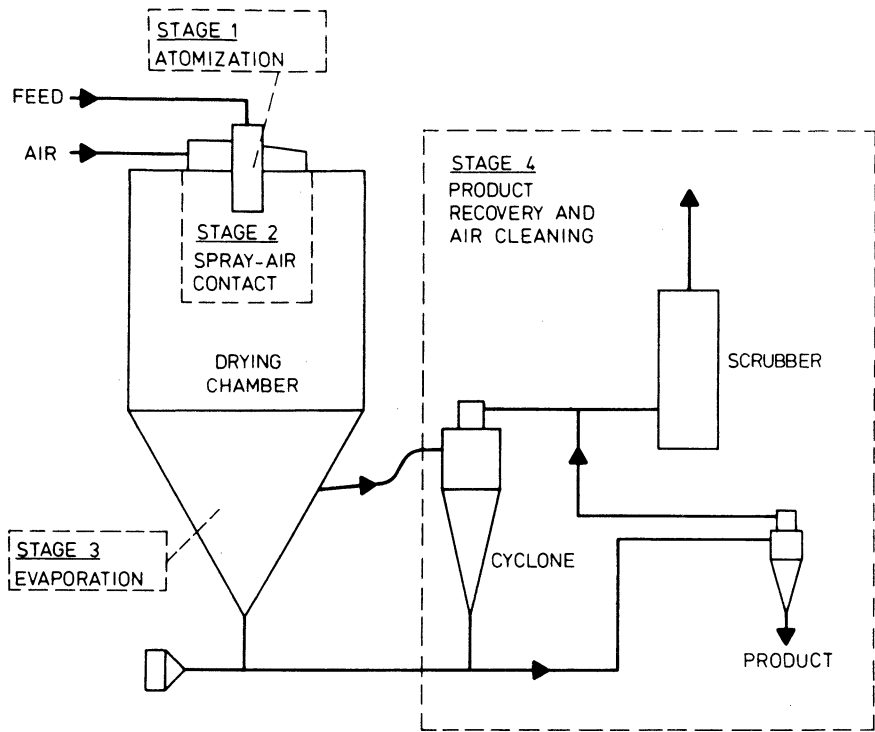 STAGE 1
ATOMIZATION
FEED
AIR
STAGE 2
SPRAY-AIR
CONTACT
STAGE 4
PRODUCT
RECOVERY AND
AIR CLEANING
DRYING
CHAMBER
SCRUBBER
STAGE 3
EVAPORATION
CYCLONE
PRODUCT